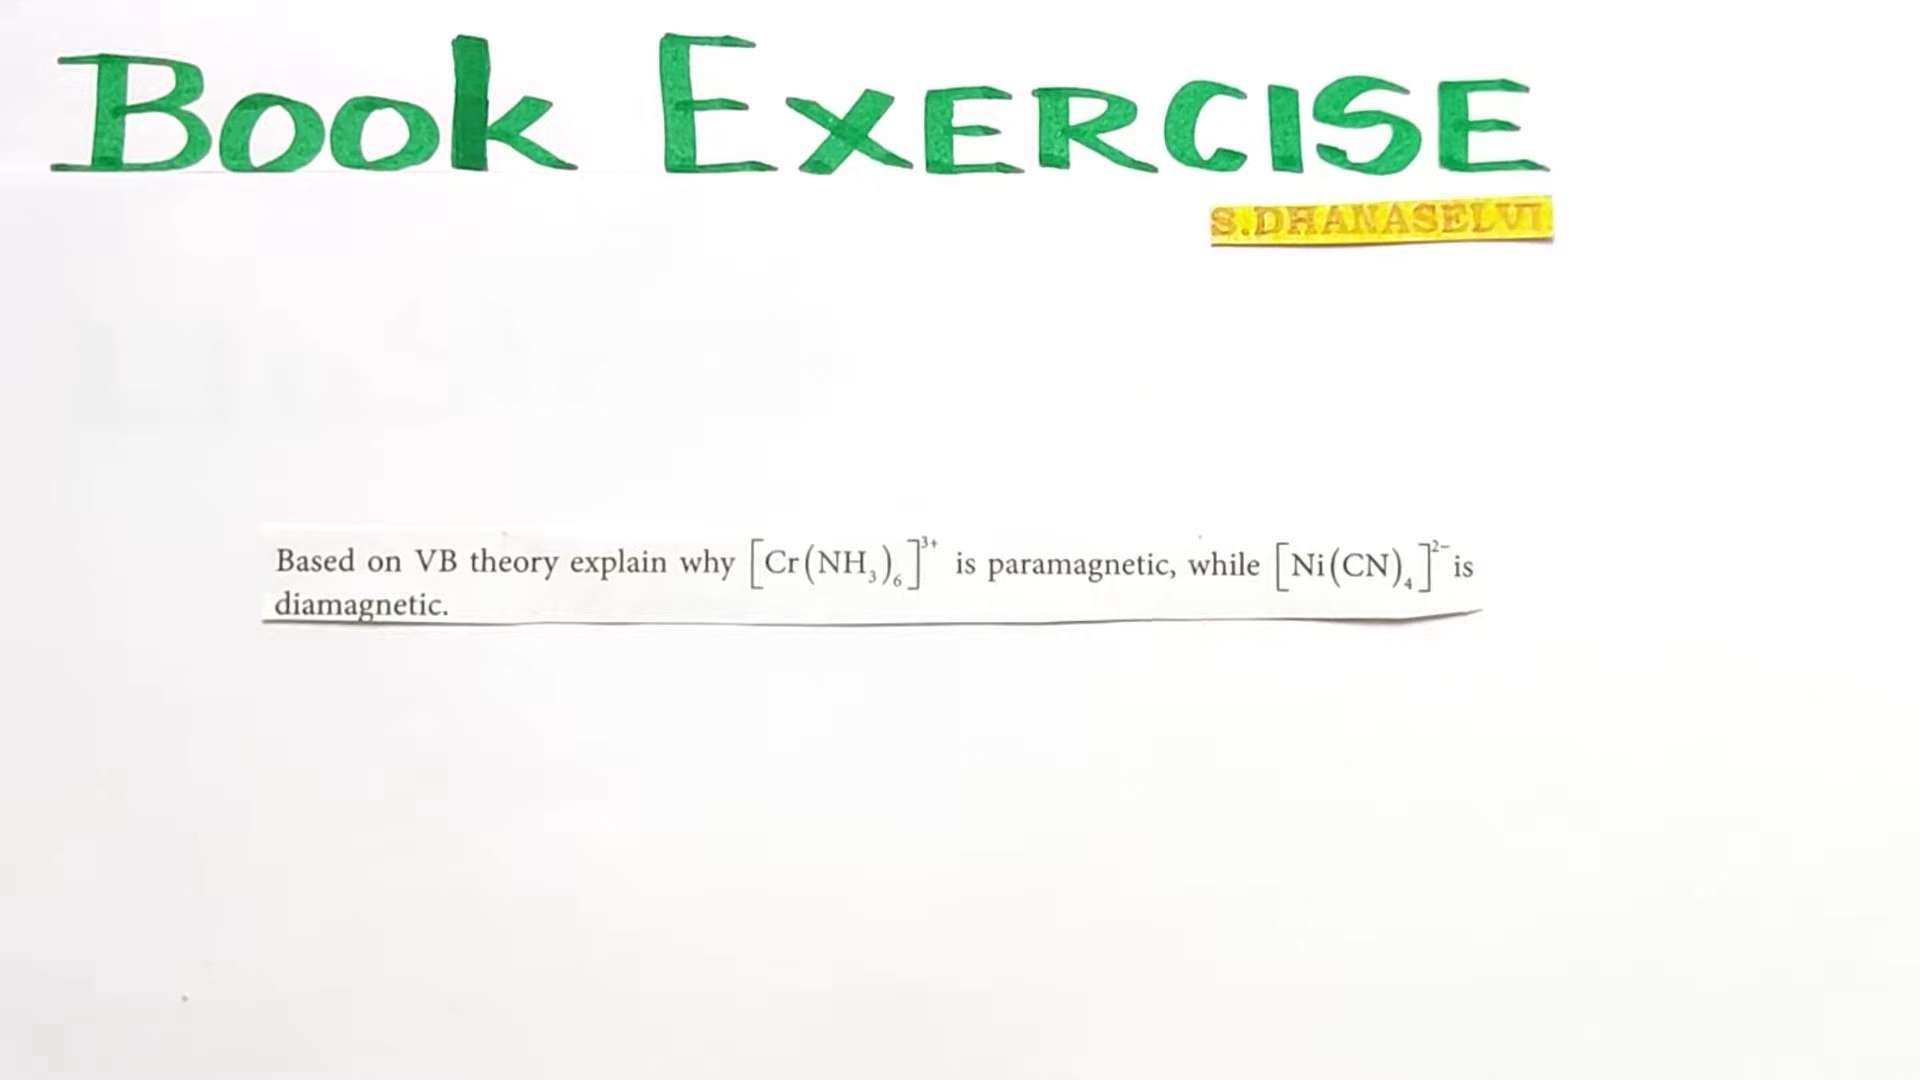 Book EXERCISE
S.DHANASELVI
Based on VB theory explain why [Cr(NH₃)₆]³⁺ is paramagnetic, while [Ni(CN)₄]²⁻ is
diamagnetic.